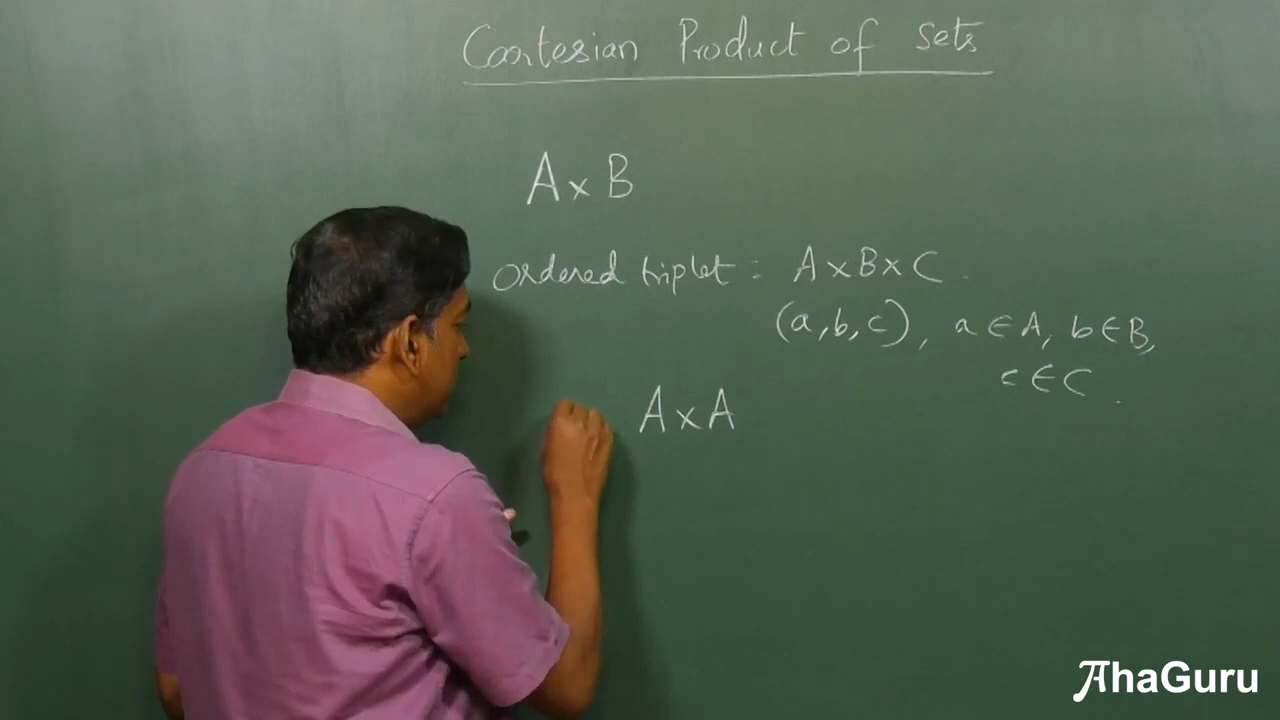 Cartesian Product of sets
A × B
ordered triplet : A × B × C.
(a, b, c), a ∈ A, b ∈ B,
c ∈ C.
A × A
AhaGuru